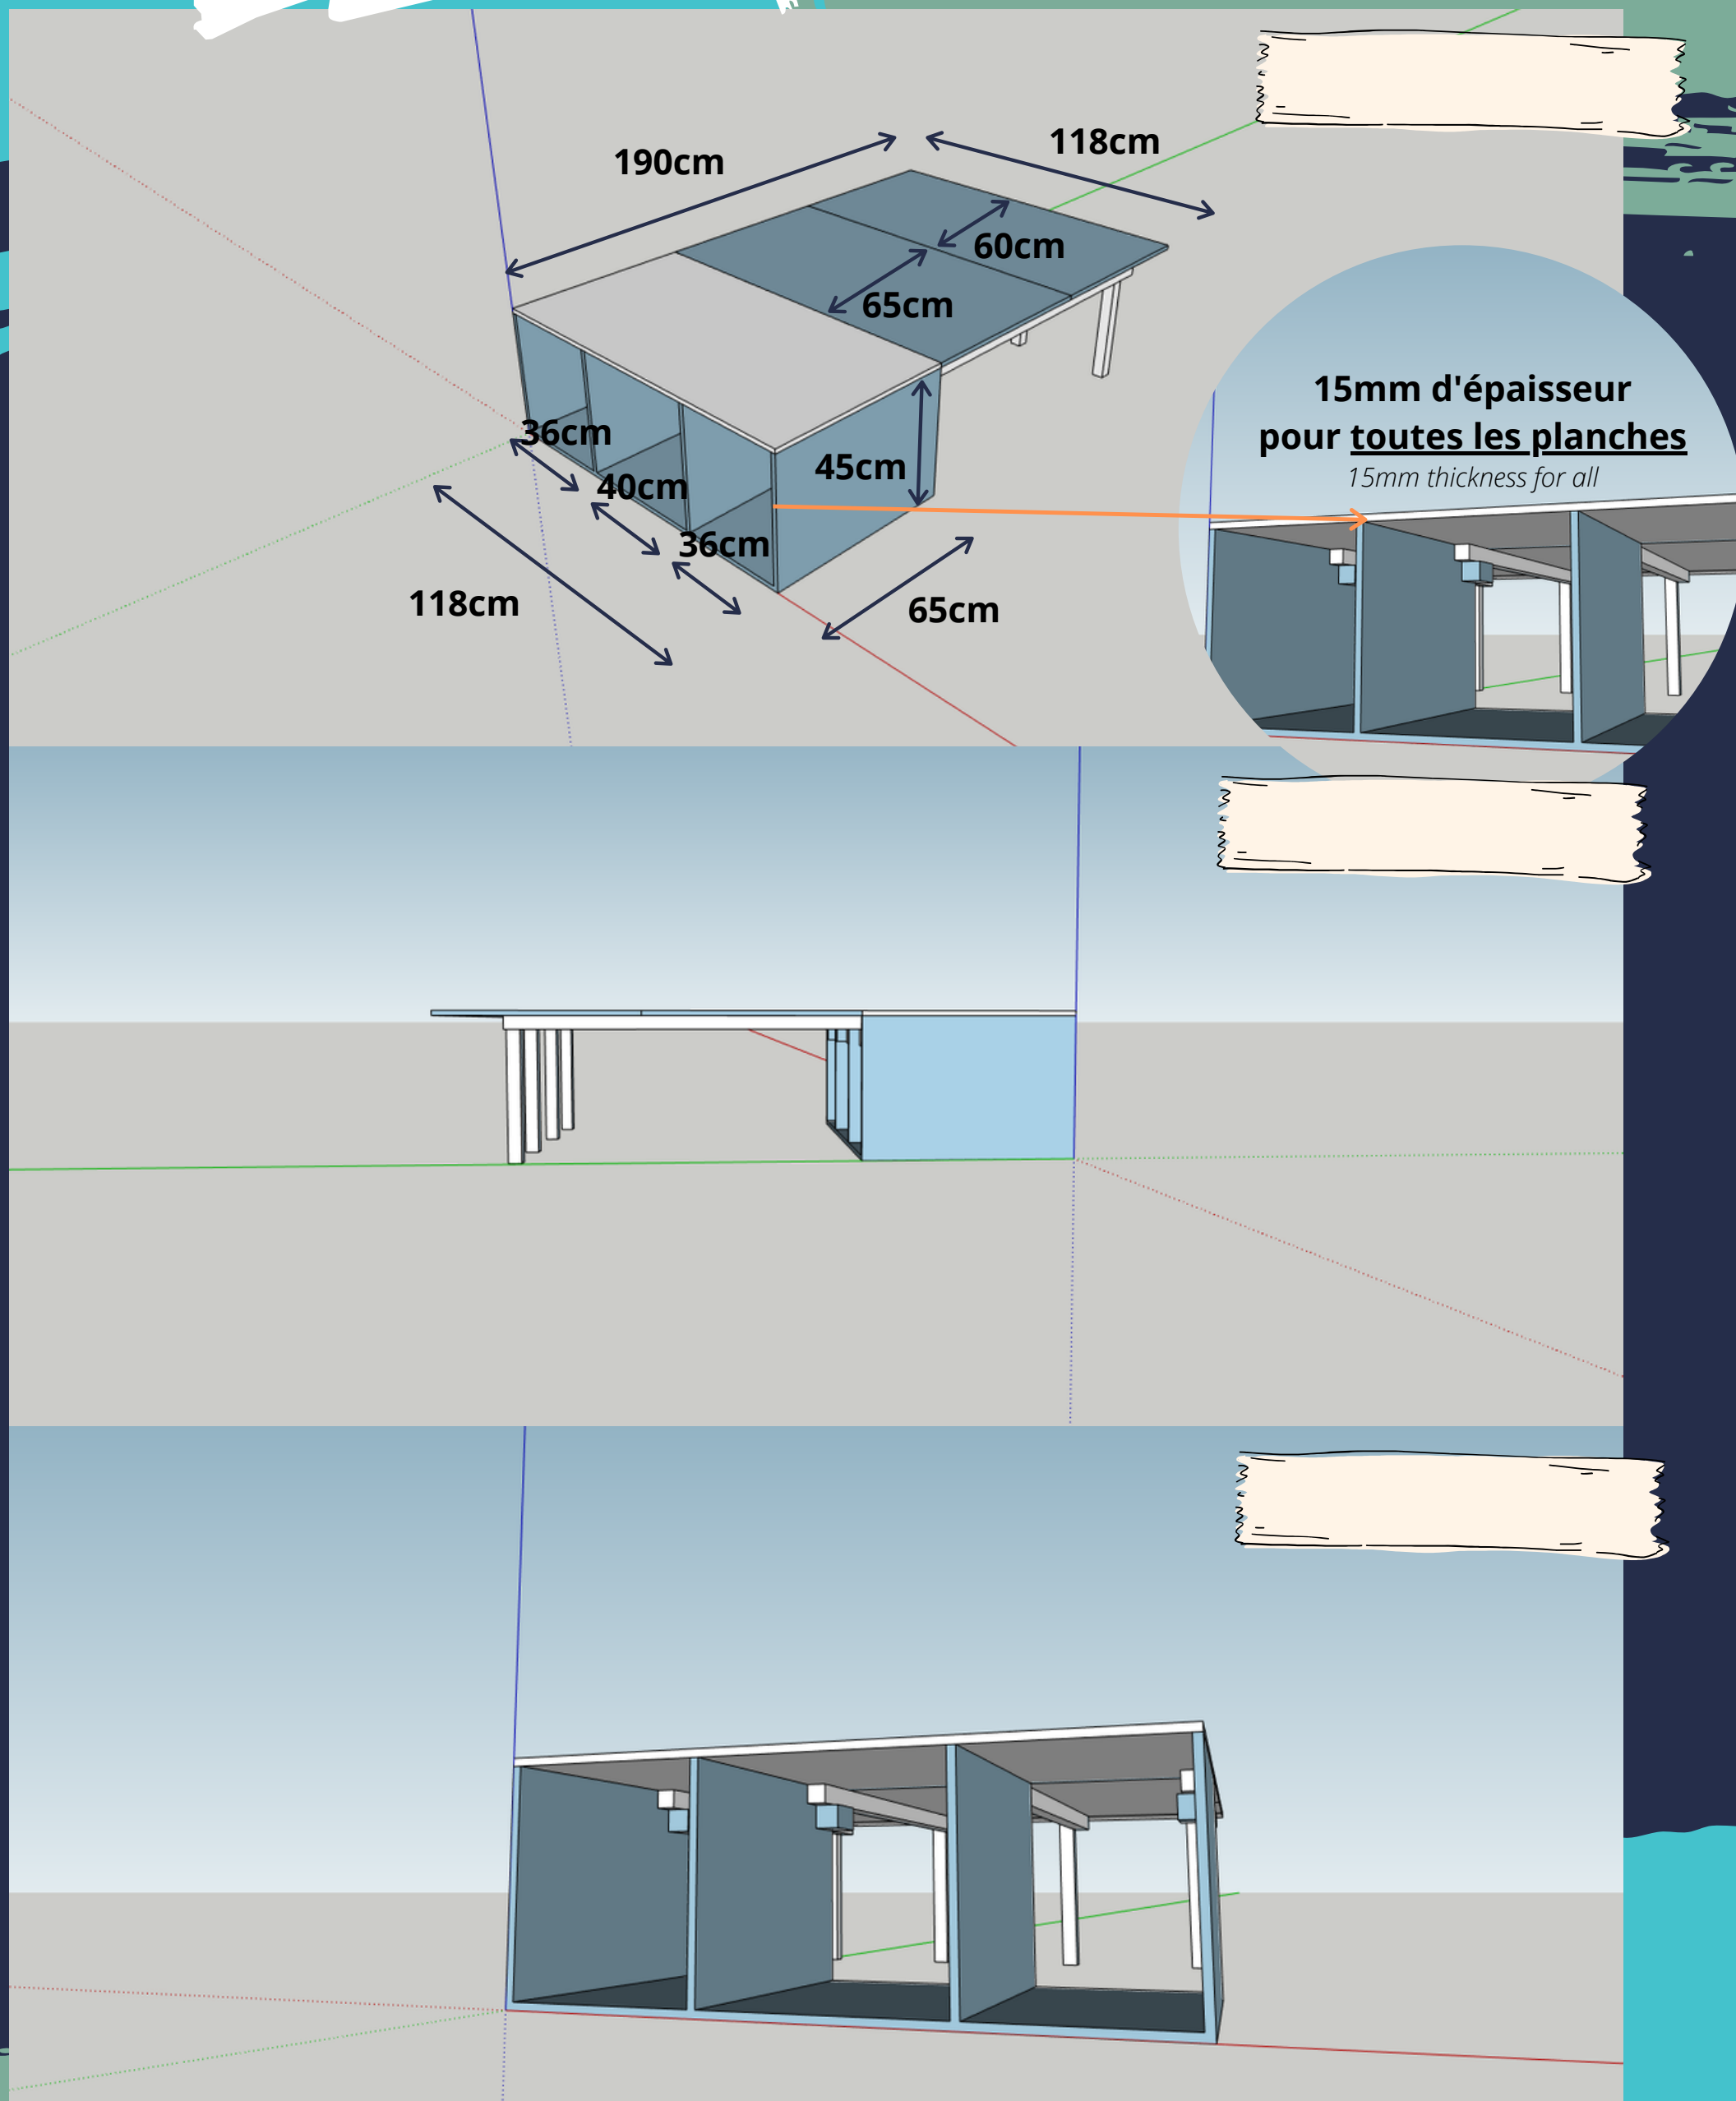 190cm
118cm
60cm
65cm
36cm
40cm
36cm
45cm
118cm
65cm
15mm d'épaisseur
pour toutes les planches
15mm thickness for all